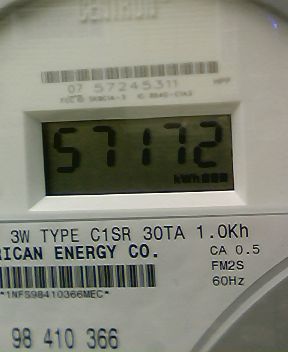 CENTRON
07 57245311
57172
kWh
3W TYPE C1SR 30TA 1.0Kh
RICAN ENERGY CO.
CA 0.5
FM2S
60Hz
*1NFS98410366MEC*
98 410 366